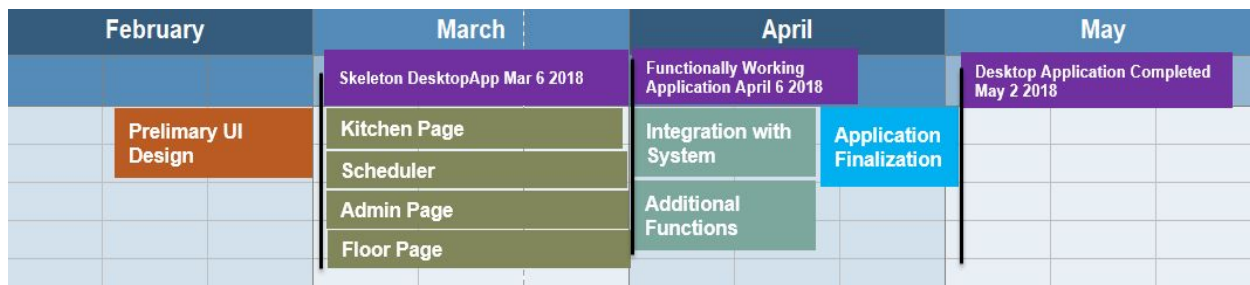 February
March
April
May
Skeleton DesktopApp Mar 6 2018
Functionally Working
Application April 6 2018
Desktop Application Completed
May 2 2018
Prelimary UI
Design
Kitchen Page
Scheduler
Admin Page
Floor Page
Integration with
System
Additional
Functions
Application
Finalization